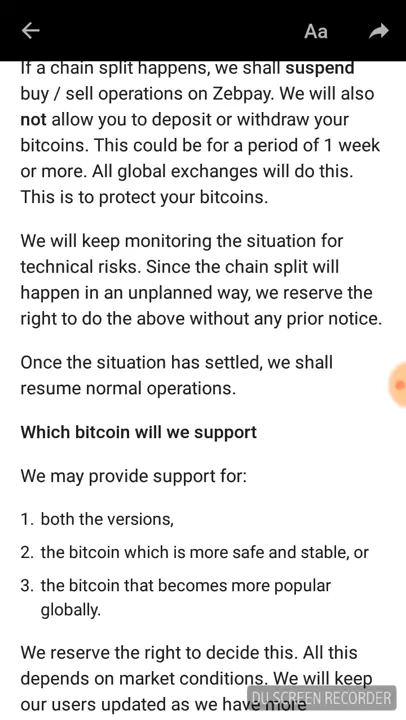 Aa
If a chain split happens, we shall suspend
buy / sell operations on Zebpay. We will also
not allow you to deposit or withdraw your
bitcoins. This could be for a period of 1 week
or more. All global exchanges will do this.
This is to protect your bitcoins.
We will keep monitoring the situation for
technical risks. Since the chain split will
happen in an unplanned way, we reserve the
right to do the above without any prior notice.
Once the situation has settled, we shall
resume normal operations.
Which bitcoin will we support
We may provide support for:
1. both the versions,
2. the bitcoin which is more safe and stable, or
3. the bitcoin that becomes more popular
globally.
We reserve the right to decide this. All this
depends on market conditions. We will keep
our users updated as we have more
DU SCREEN RECORDER